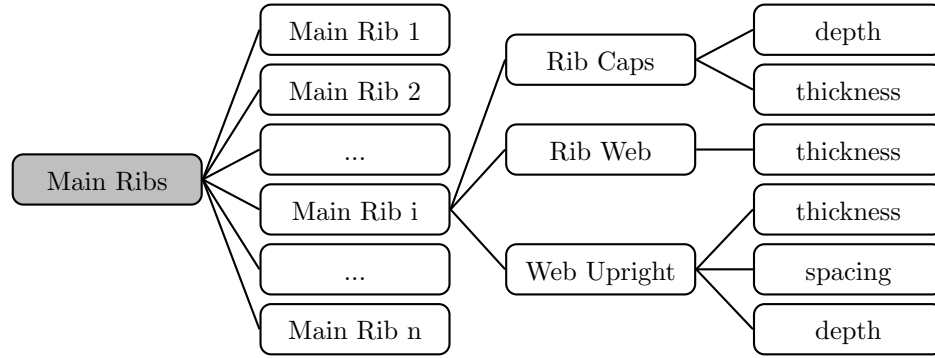 Main Ribs
Main Rib 1
Main Rib 2
...
Main Rib i
...
Main Rib n
Rib Caps
Rib Web
Web Upright
depth
thickness
thickness
thickness
spacing
depth